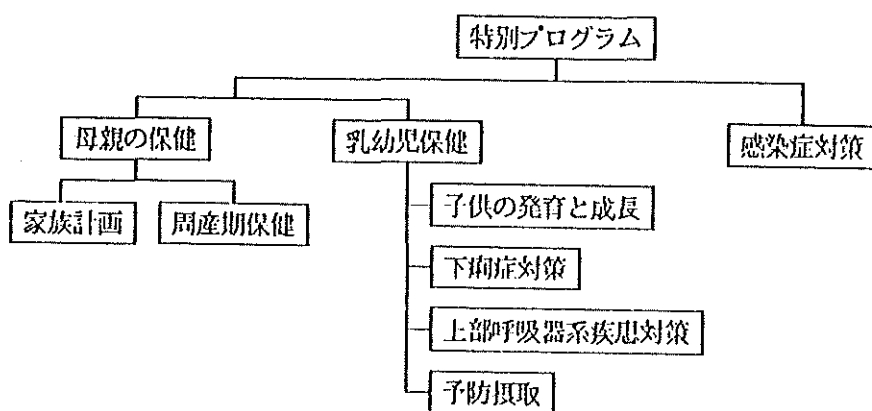 特別プログラム
母親の保健
乳幼児保健
感染症対策
家族計画
周産期保健
子供の発育と成長
下痢症対策
上部呼吸器系疾患対策
予防摂取